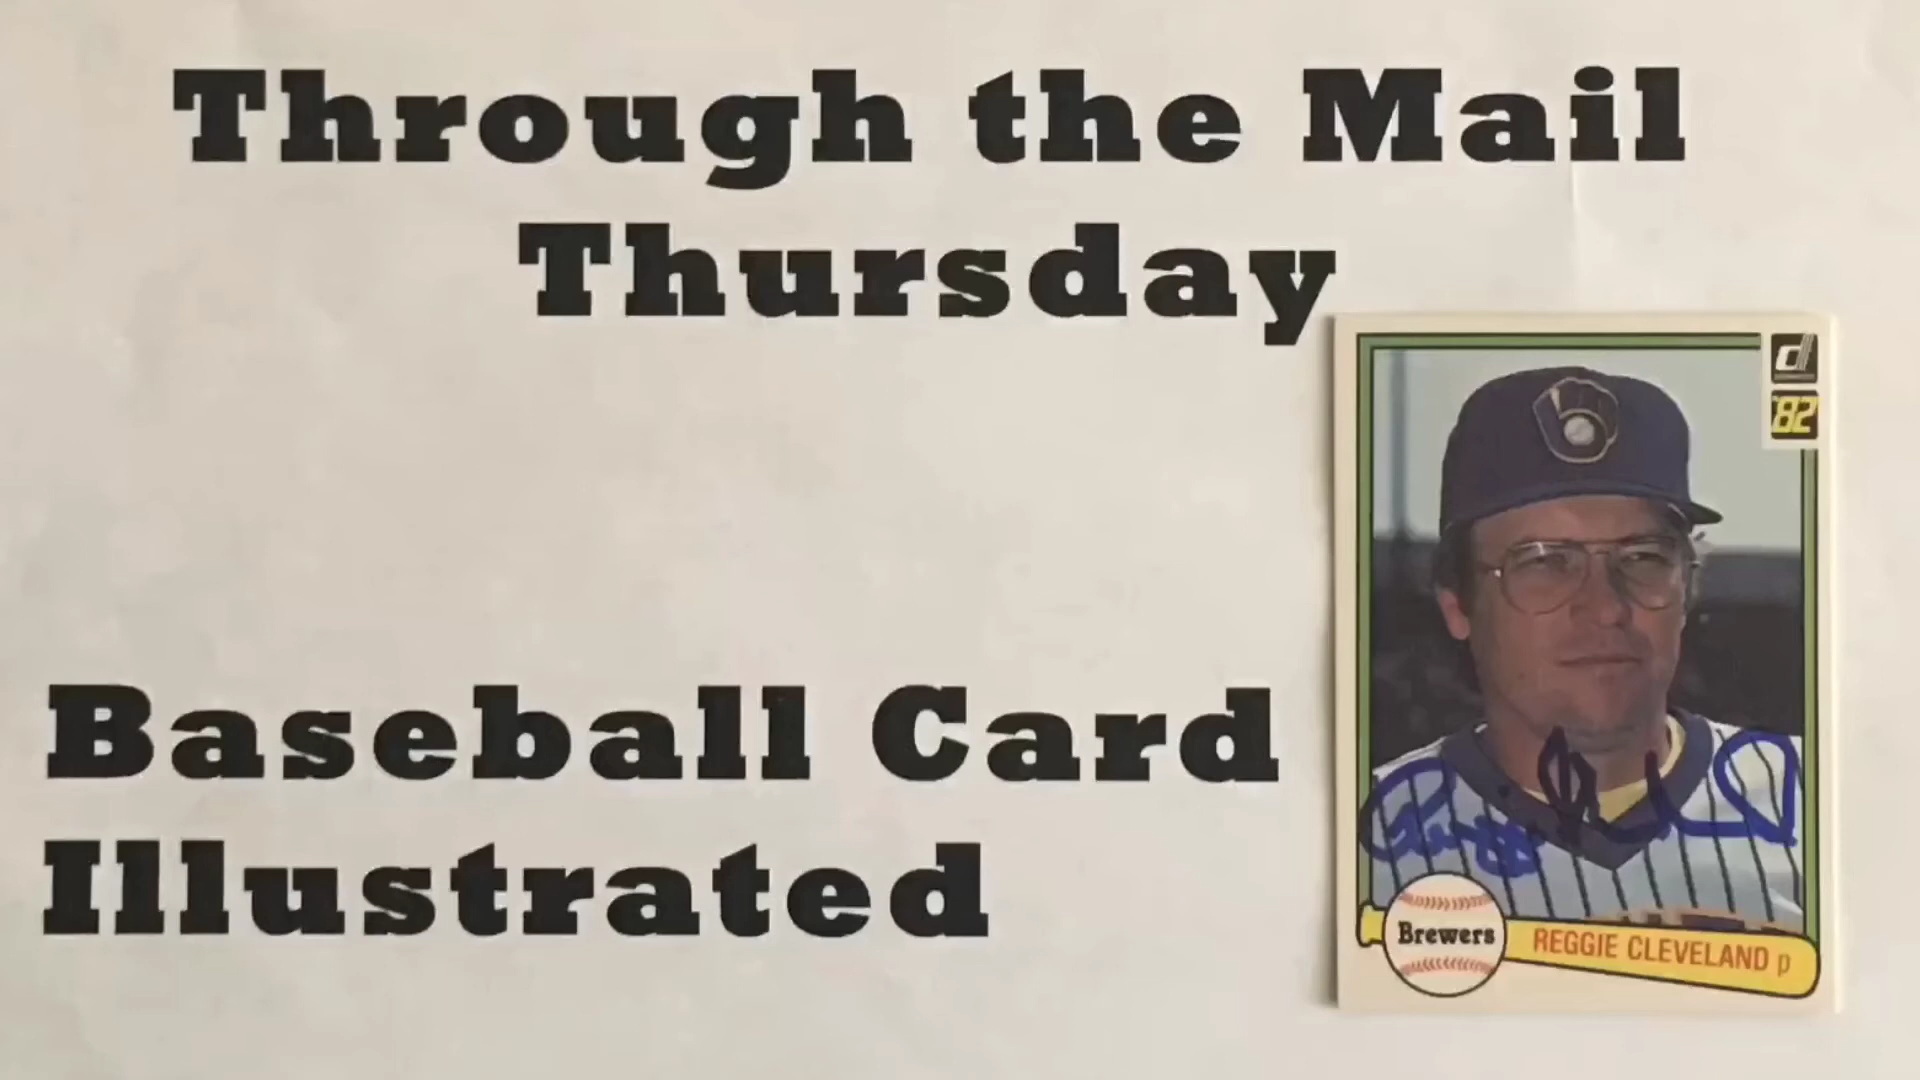 Through the Mail
Thursday
Baseball Card
Illustrated
d
'82
Brewers
REGGIE CLEVELAND p